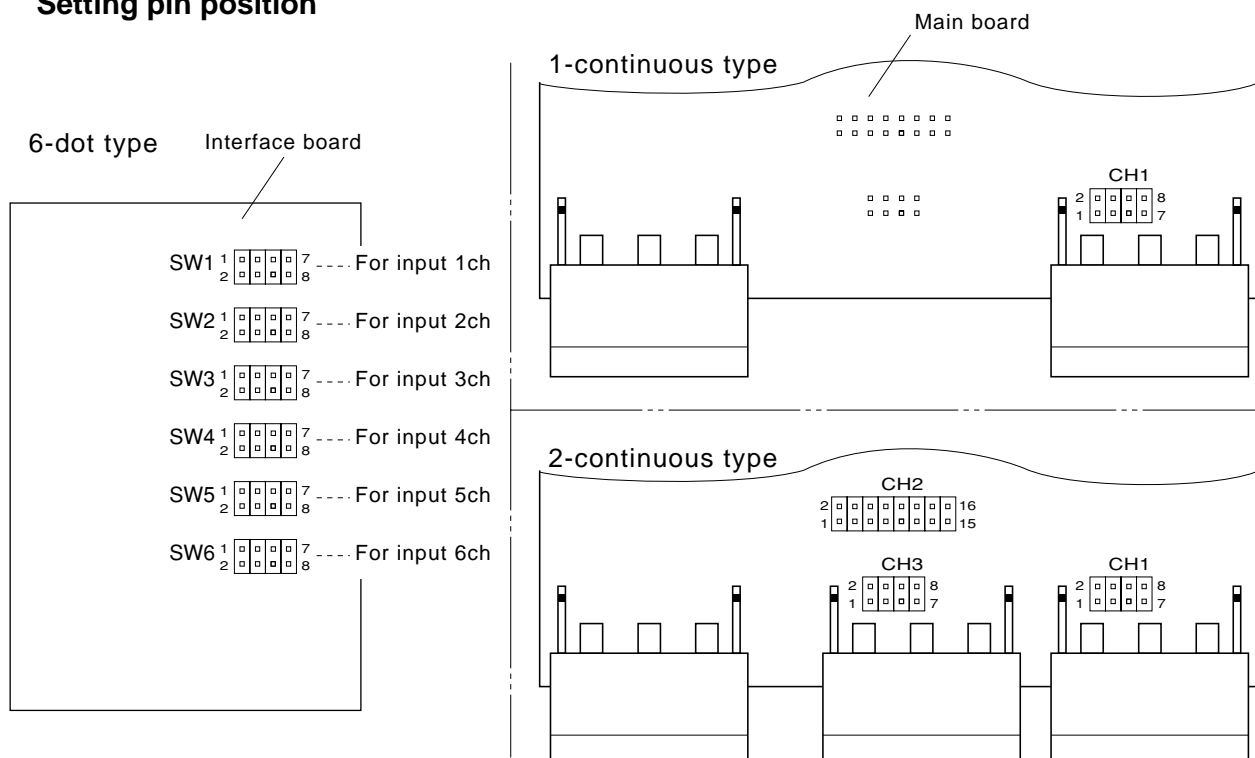 Setting pin position
6-dot type
Interface board
SW1 1 2 7 8 For input 1ch
SW2 1 2 7 8 For input 2ch
SW3 1 2 7 8 For input 3ch
SW4 1 2 7 8 For input 4ch
SW5 1 2 7 8 For input 5ch
SW6 1 2 7 8 For input 6ch
Main board
1-continuous type
CH1
2 8
1 7
2-continuous type
CH2
2 16
1 15
CH3
2 8
1 7
CH1
2 8
1 7